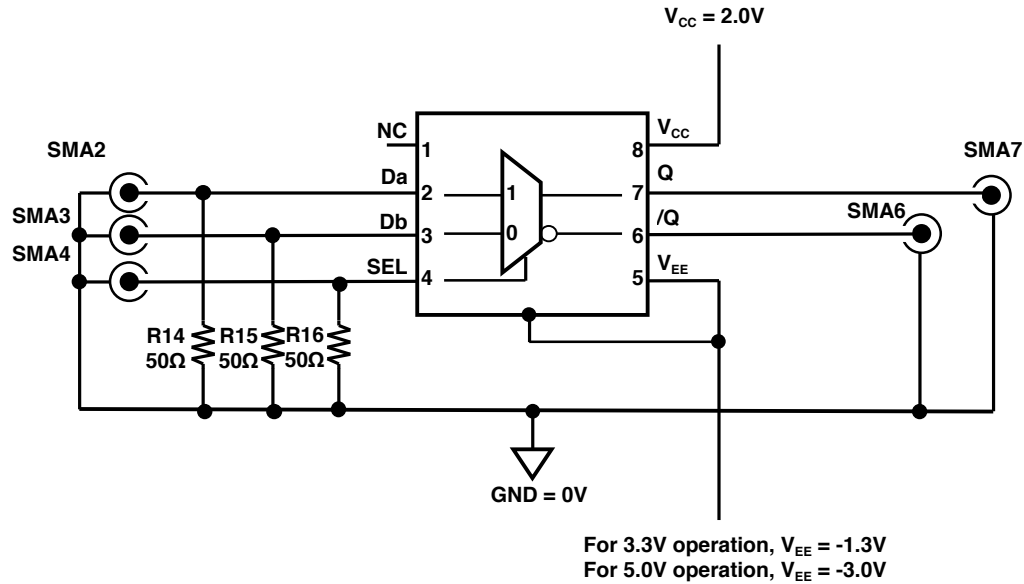 V_CC = 2.0V
NC
1
V_CC
8
SMA2
SMA7
Da
2
1
7
Q
SMA3
Db
3
0
6
/Q
SMA6
SMA4
SEL
4
5
V_EE
R14
50Ω
R15
50Ω
R16
50Ω
GND = 0V
For 3.3V operation, V_EE = -1.3V
For 5.0V operation, V_EE = -3.0V